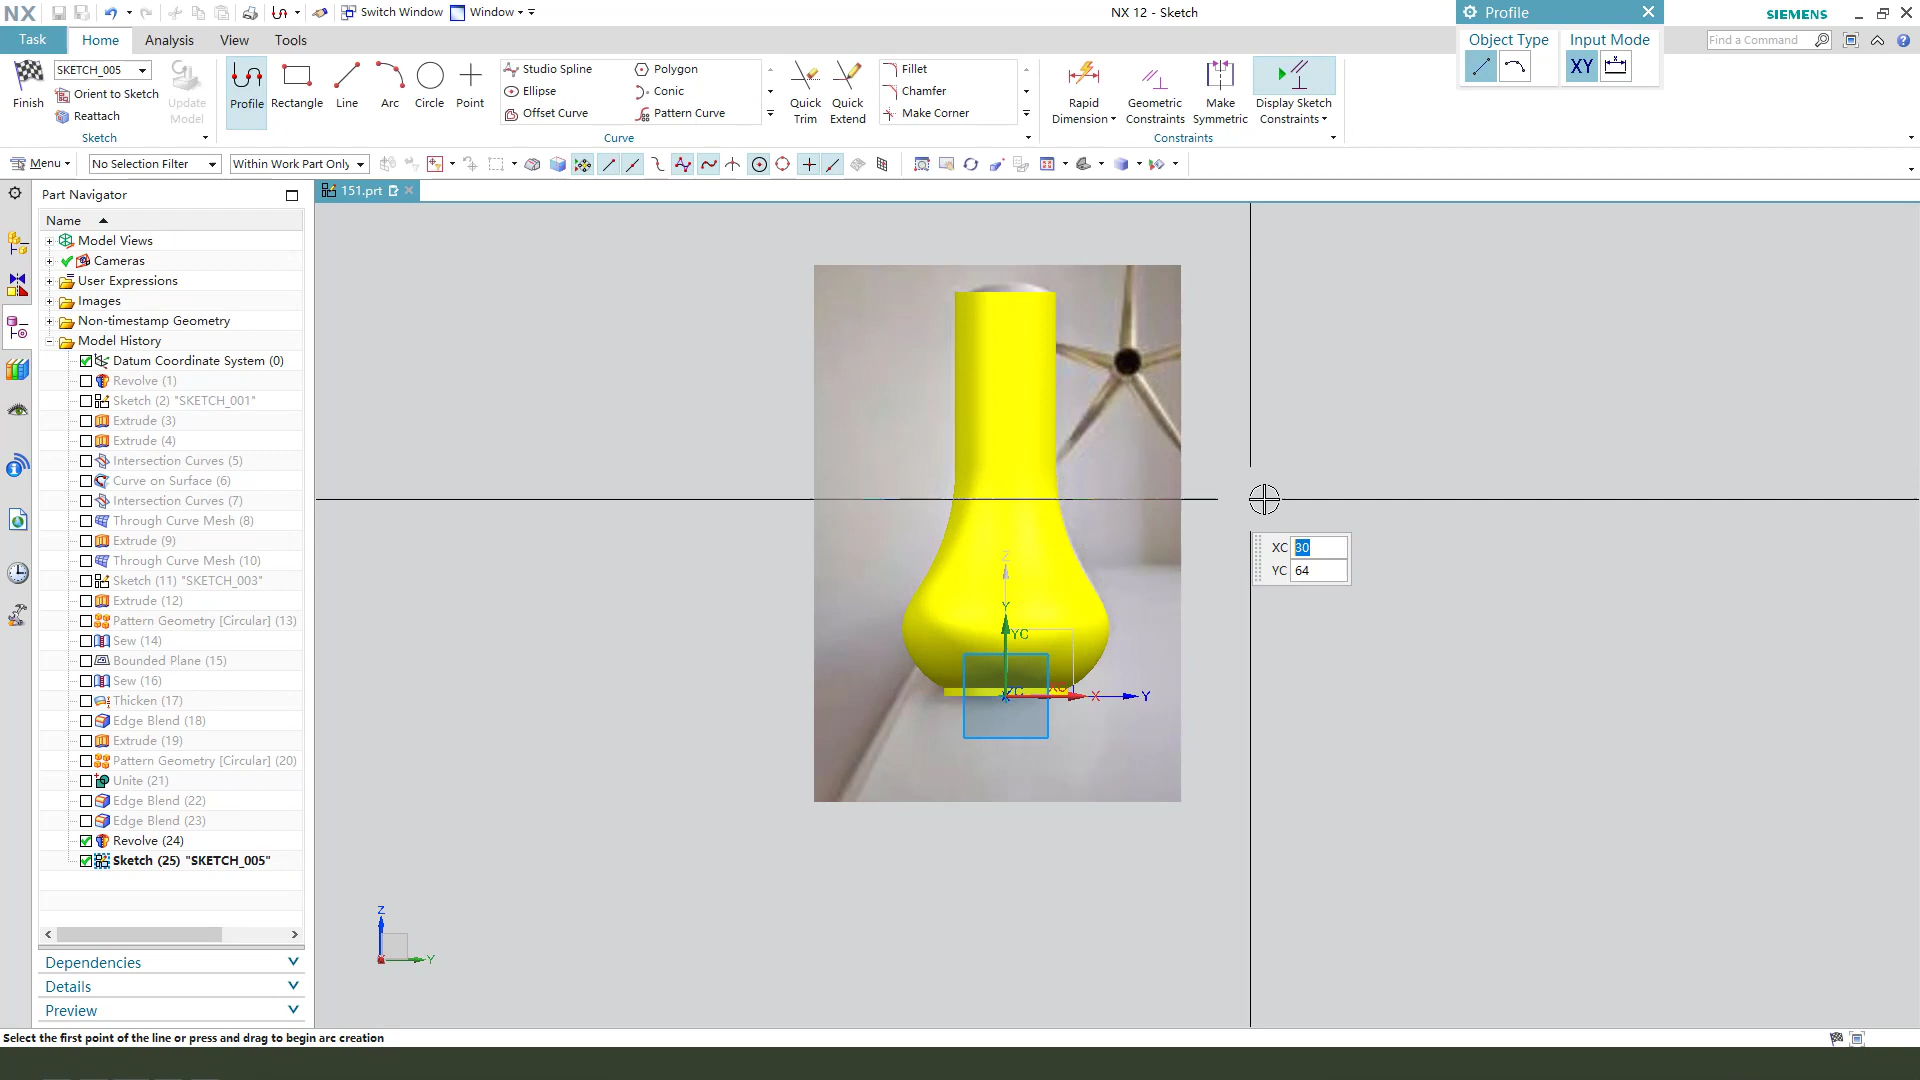 NX
Switch Window
Window
NX 12 - Sketch
Profile
SIEMENS
Task
Home
Analysis
View
Tools
Object Type
Input Mode
XY
Find a Command
Finish
SKETCH_005
Orient to Sketch
Reattach
Update
Model
Sketch
Profile
Rectangle
Line
Arc
Circle
Point
Studio Spline
Ellipse
Offset Curve
Polygon
Conic
Pattern Curve
Curve
Quick
Trim
Quick
Extend
Fillet
Chamfer
Make Corner
Rapid
Dimension
Geometric
Constraints
Make
Symmetric
Display Sketch
Constraints
Constraints
Menu
No Selection Filter
Within Work Part Only
Part Navigator
151.prt
Name
Model Views
Cameras
User Expressions
Images
Non-timestamp Geometry
Model History
Datum Coordinate System (0)
Revolve (1)
Sketch (2) "SKETCH_001"
Extrude (3)
Extrude (4)
Intersection Curves (5)
Curve on Surface (6)
Intersection Curves (7)
Through Curve Mesh (8)
Extrude (9)
Through Curve Mesh (10)
Sketch (11) "SKETCH_003"
Extrude (12)
Pattern Geometry [Circular] (13)
Sew (14)
Bounded Plane (15)
Sew (16)
Thicken (17)
Edge Blend (18)
Extrude (19)
Pattern Geometry [Circular] (20)
Unite (21)
Edge Blend (22)
Edge Blend (23)
Revolve (24)
Sketch (25) "SKETCH_005"
Dependencies
Details
Preview
XC 30
YC 64
Z
Y
YC
ZC
XC
X
Y
Z
Y
Select the first point of the line or press and drag to begin arc creation